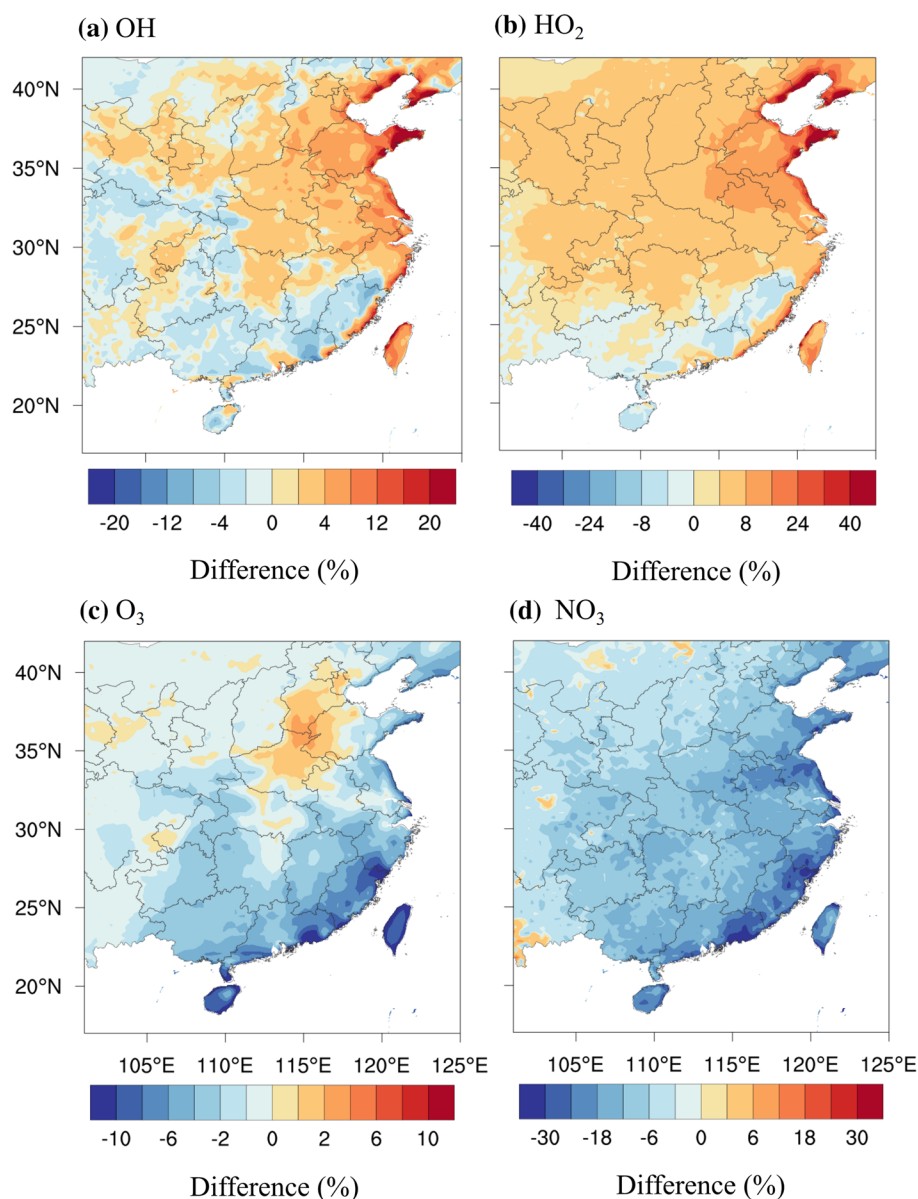 (a) OH
(b) HO₂
40°N
35°N
30°N
25°N
20°N
-20 -12 -4 0 4 12 20
-40 -24 -8 0 8 24 40
Difference (%)
Difference (%)
(c) O₃
(d) NO₃
40°N
35°N
30°N
25°N
20°N
105°E 110°E 115°E 120°E 125°E
105°E 110°E 115°E 120°E 125°E
-10 -6 -2 0 2 6 10
-30 -18 -6 0 6 18 30
Difference (%)
Difference (%)